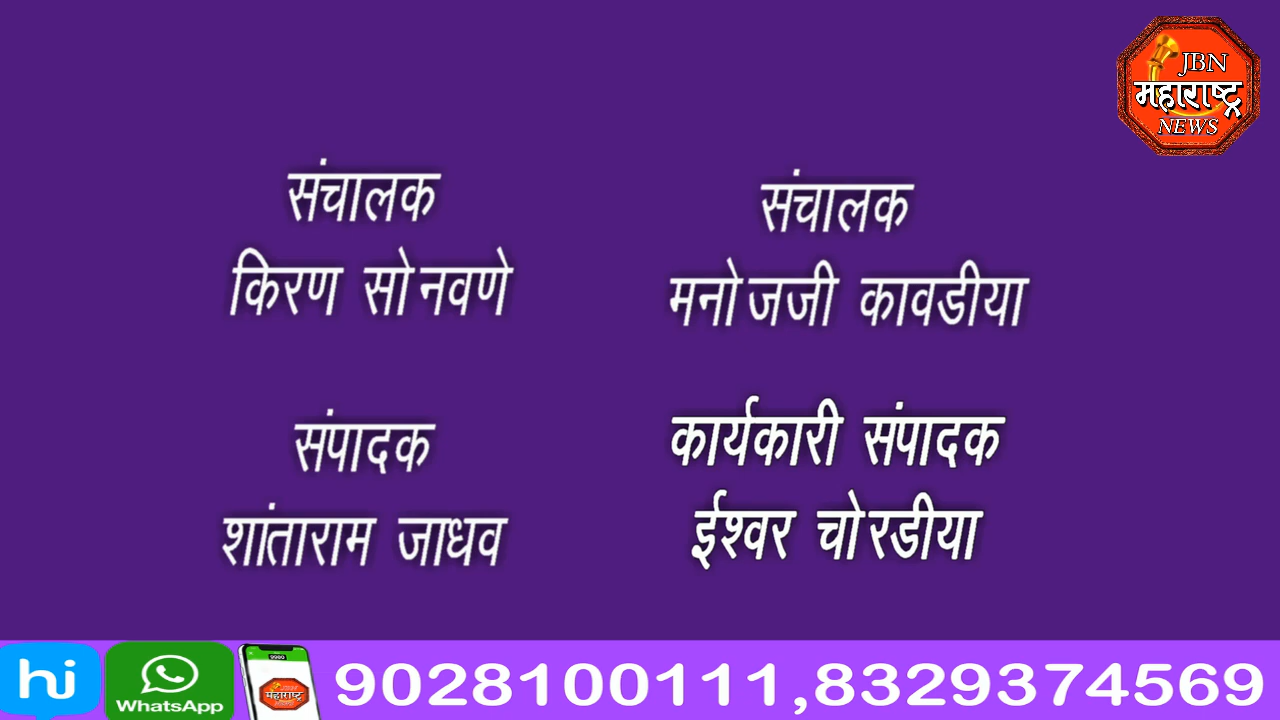 JBN
महाराष्ट्र
NEWS
संचालक
किरण सोनवणे
संचालक
मनोजजी कावडीया
संपादक
शांताराम जाधव
कार्यकारी संपादक
ईश्वर चोरडीया
hi
WhatsApp
महाराष्ट्र
9028100111,8329374569